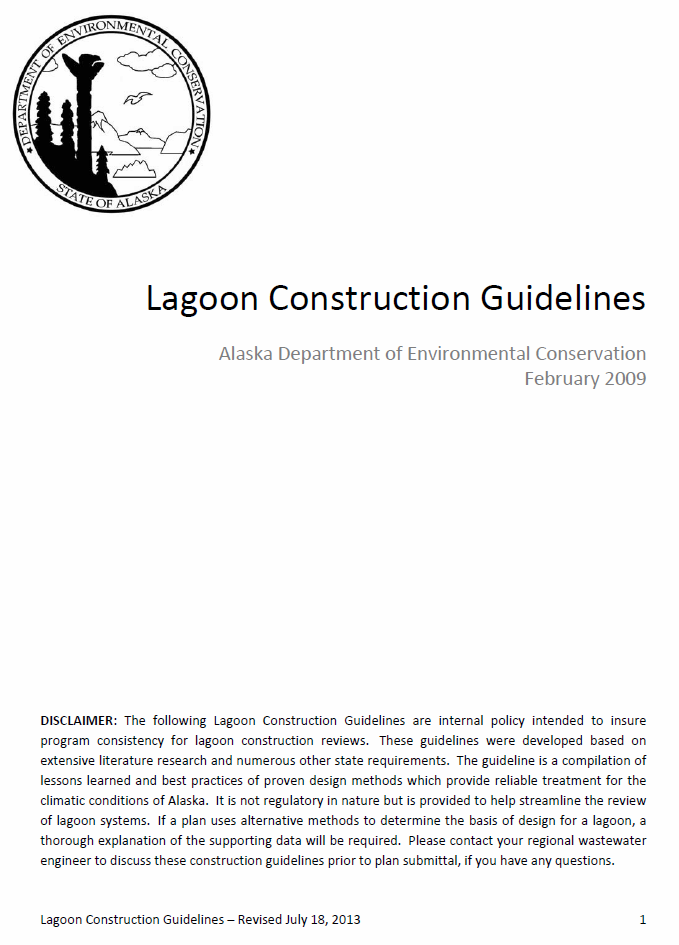 DEPARTMENT OF ENVIRONMENTAL CONSERVATION
STATE OF ALASKA
Lagoon Construction Guidelines
Alaska Department of Environmental Conservation
February 2009
DISCLAIMER: The following Lagoon Construction Guidelines are internal policy intended to insure
program consistency for lagoon construction reviews. These guidelines were developed based on
extensive literature research and numerous other state requirements. The guideline is a compilation of
lessons learned and best practices of proven design methods which provide reliable treatment for the
climatic conditions of Alaska. It is not regulatory in nature but is provided to help streamline the review
of lagoon systems. If a plan uses alternative methods to determine the basis of design for a lagoon, a
thorough explanation of the supporting data will be required. Please contact your regional wastewater
engineer to discuss these construction guidelines prior to plan submittal, if you have any questions.
Lagoon Construction Guidelines – Revised July 18, 2013 1